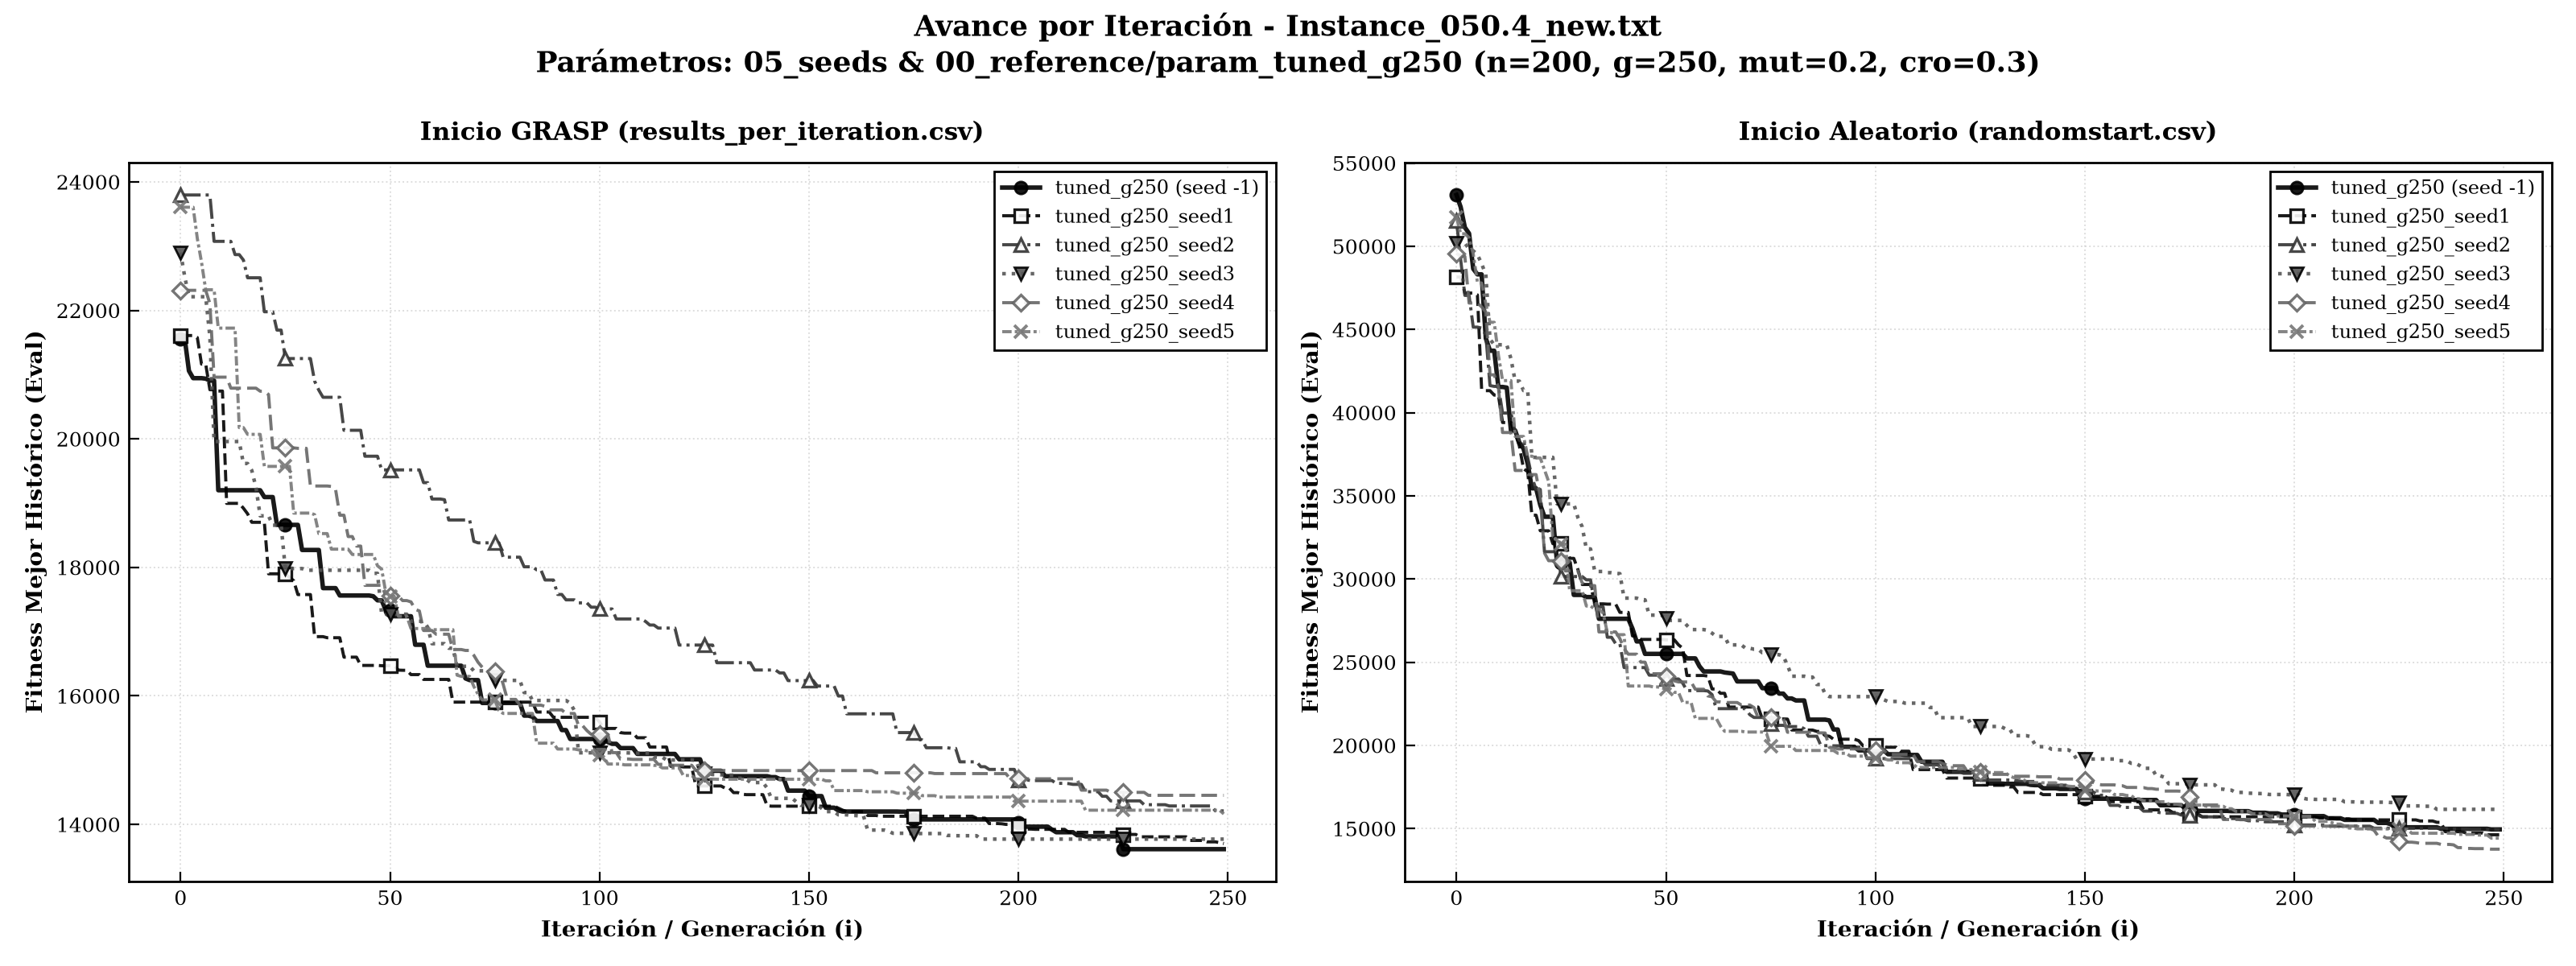 Avance por Iteración - Instance_050.4_new.txt
Parámetros: 05_seeds & 00_reference/param_tuned_g250 (n=200, g=250, mut=0.2, cro=0.3)
Inicio GRASP (results_per_iteration.csv)
24000
22000
20000
18000
16000
14000
Fitness Mejor Histórico (Eval)
tuned_g250 (seed -1)
tuned_g250_seed1
tuned_g250_seed2
tuned_g250_seed3
tuned_g250_seed4
tuned_g250_seed5
0 50 100 150 200 250
Iteración / Generación (i)
Inicio Aleatorio (randomstart.csv)
55000
50000
45000
40000
35000
30000
25000
20000
15000
Fitness Mejor Histórico (Eval)
tuned_g250 (seed -1)
tuned_g250_seed1
tuned_g250_seed2
tuned_g250_seed3
tuned_g250_seed4
tuned_g250_seed5
0 50 100 150 200 250
Iteración / Generación (i)